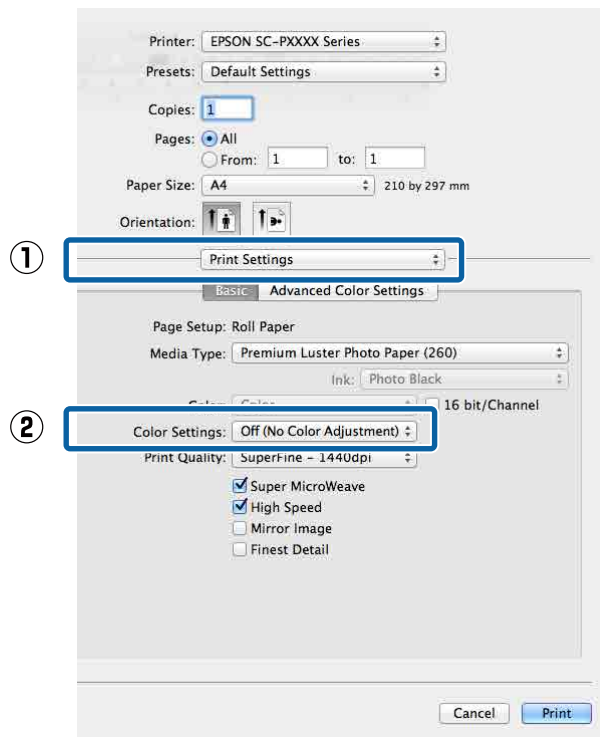 Printer: EPSON SC-PXXXX Series
Presets: Default Settings
Copies: 1
Pages: All
From: 1 to: 1
Paper Size: A4 210 by 297 mm
Orientation:
① Print Settings
Basic Advanced Color Settings
Page Setup: Roll Paper
Media Type: Premium Luster Photo Paper (260)
Ink: Photo Black
Color: Color 16 bit/Channel
② Color Settings: Off (No Color Adjustment)
Print Quality: SuperFine - 1440dpi
Super MicroWeave
High Speed
Mirror Image
Finest Detail
Cancel Print